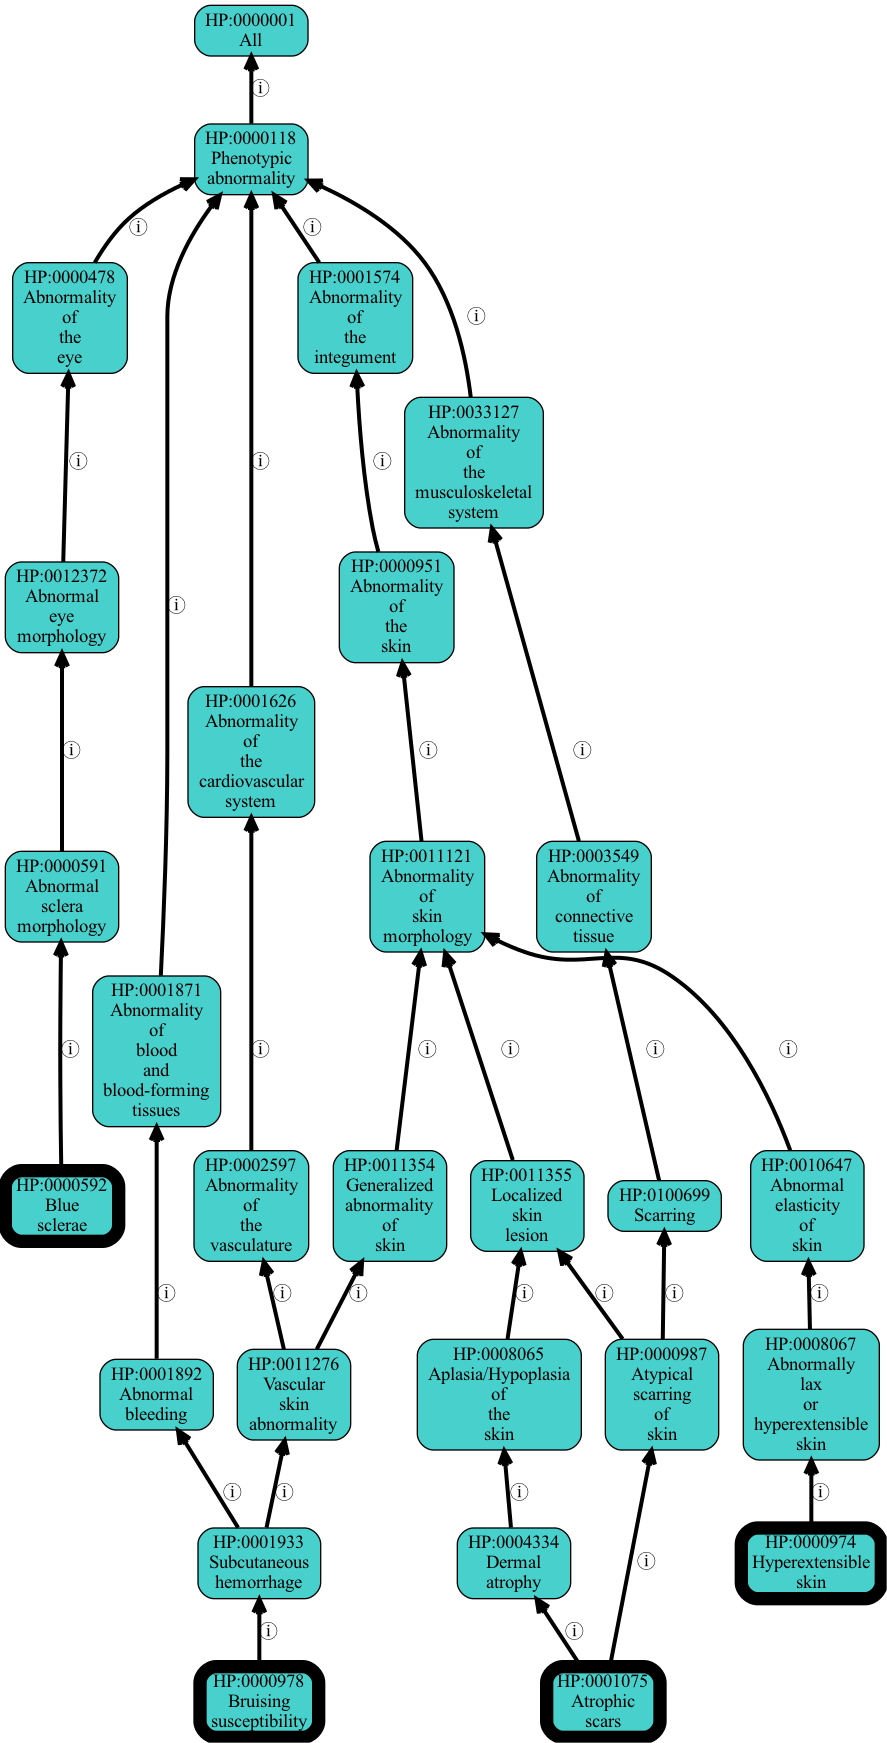 HP:0000001
All
ⓘ
HP:0000118
Phenotypic
abnormality
ⓘ
ⓘ
HP:0000478
Abnormality
of
the
eye
HP:0001574
Abnormality
of
the
integument
ⓘ
HP:0033127
Abnormality
of
the
musculoskeletal
system
ⓘ
ⓘ
ⓘ
HP:0012372
Abnormal
eye
morphology
HP:0000951
Abnormality
of
the
skin
ⓘ
HP:0001626
Abnormality
of
the
cardiovascular
system
ⓘ
ⓘ
ⓘ
HP:0000591
Abnormal
sclera
morphology
HP:0011121
Abnormality
of
skin
morphology
HP:0003549
Abnormality
of
connective
tissue
HP:0001871
Abnormality
of
blood
and
blood-forming
tissues
ⓘ
ⓘ
ⓘ
ⓘ
ⓘ
ⓘ
HP:0000592
Blue
sclerae
HP:0002597
Abnormality
of
the
vasculature
HP:0011354
Generalized
abnormality
of
skin
HP:0011355
Localized
skin
lesion
HP:0100699
Scarring
HP:0010647
Abnormal
elasticity
of
skin
ⓘ
ⓘ
ⓘ
ⓘ
ⓘ
ⓘ
ⓘ
HP:0001892
Abnormal
bleeding
HP:0011276
Vascular
skin
abnormality
HP:0008065
Aplasia/Hypoplasia
of
the
skin
HP:0000987
Atypical
scarring
of
skin
HP:0008067
Abnormally
lax
or
hyperextensible
skin
ⓘ
ⓘ
ⓘ
ⓘ
HP:0001933
Subcutaneous
hemorrhage
HP:0004334
Dermal
atrophy
ⓘ
HP:0000974
Hyperextensible
skin
ⓘ
ⓘ
HP:0000978
Bruising
susceptibility
HP:0001075
Atrophic
scars